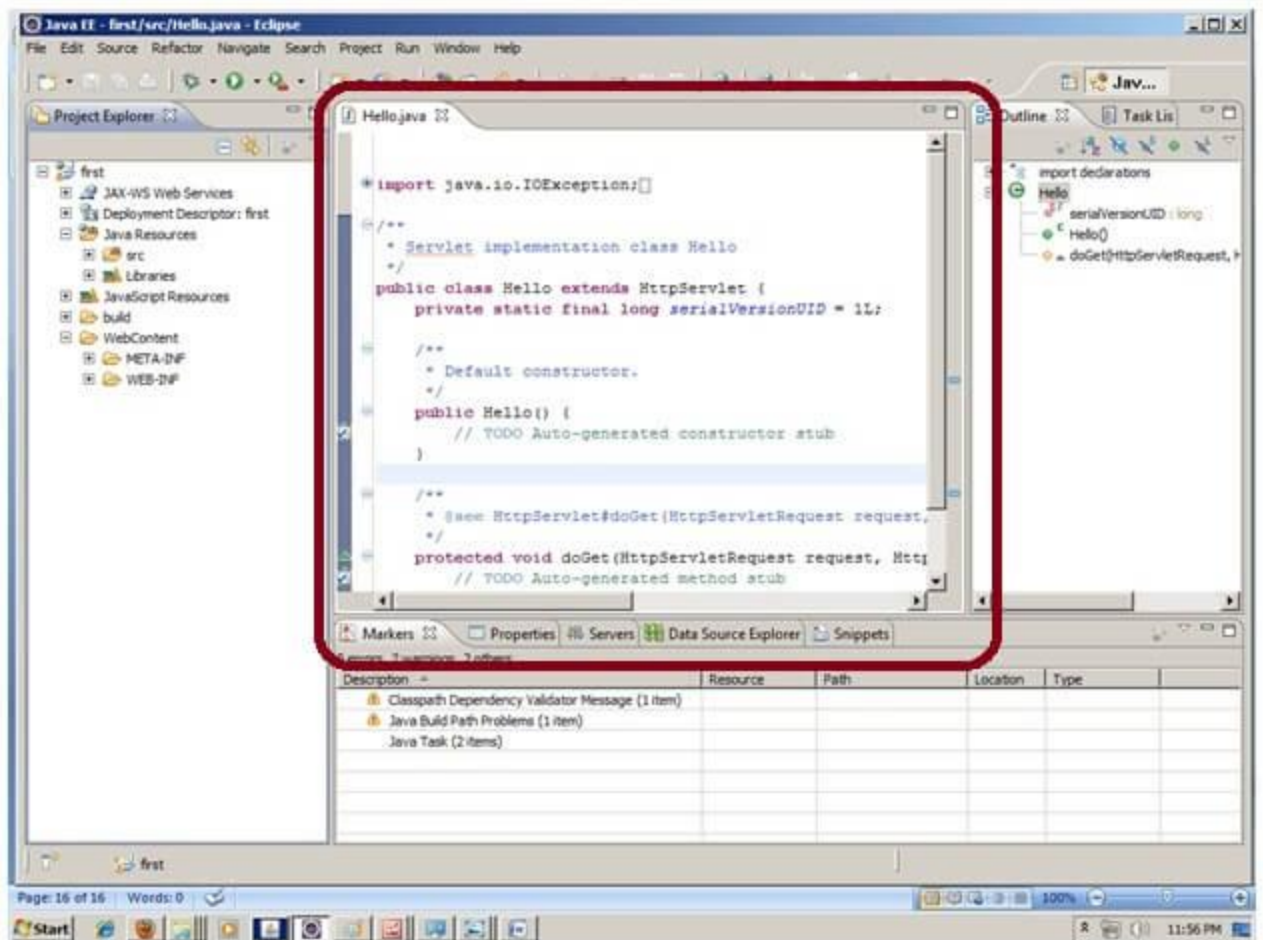 Java EE - first/src/Hello.java - Eclipse
File Edit Source Refactor Navigate Search Project Run Window Help
Jav...
Project Explorer
first
JAX-WS Web Services
Deployment Descriptor: first
Java Resources
src
Libraries
JavaScript Resources
build
WebContent
META-INF
WEB-INF
Hello.java
import java.io.IOException;
/**
* Servlet implementation class Hello
*/
public class Hello extends HttpServlet {
private static final long serialVersionUID = 1L;
/**
* Default constructor.
*/
public Hello() {
// TODO Auto-generated constructor stub
}
/**
* @see HttpServlet#doGet(HttpServletRequest request,
*/
protected void doGet(HttpServletRequest request, Htt
// TODO Auto-generated method stub
Outline Task Lis
import declarations
Hello
serialVersionUID : long
Hello()
doGet(HttpServletRequest, H
Markers Properties Servers Data Source Explorer Snippets
Description Resource Path Location Type
Classpath Dependency Validator Message (1 item)
Java Build Path Problems (1 item)
Java Task (2 items)
first
Page: 16 of 16 Words: 0 100%
Start 11:56 PM